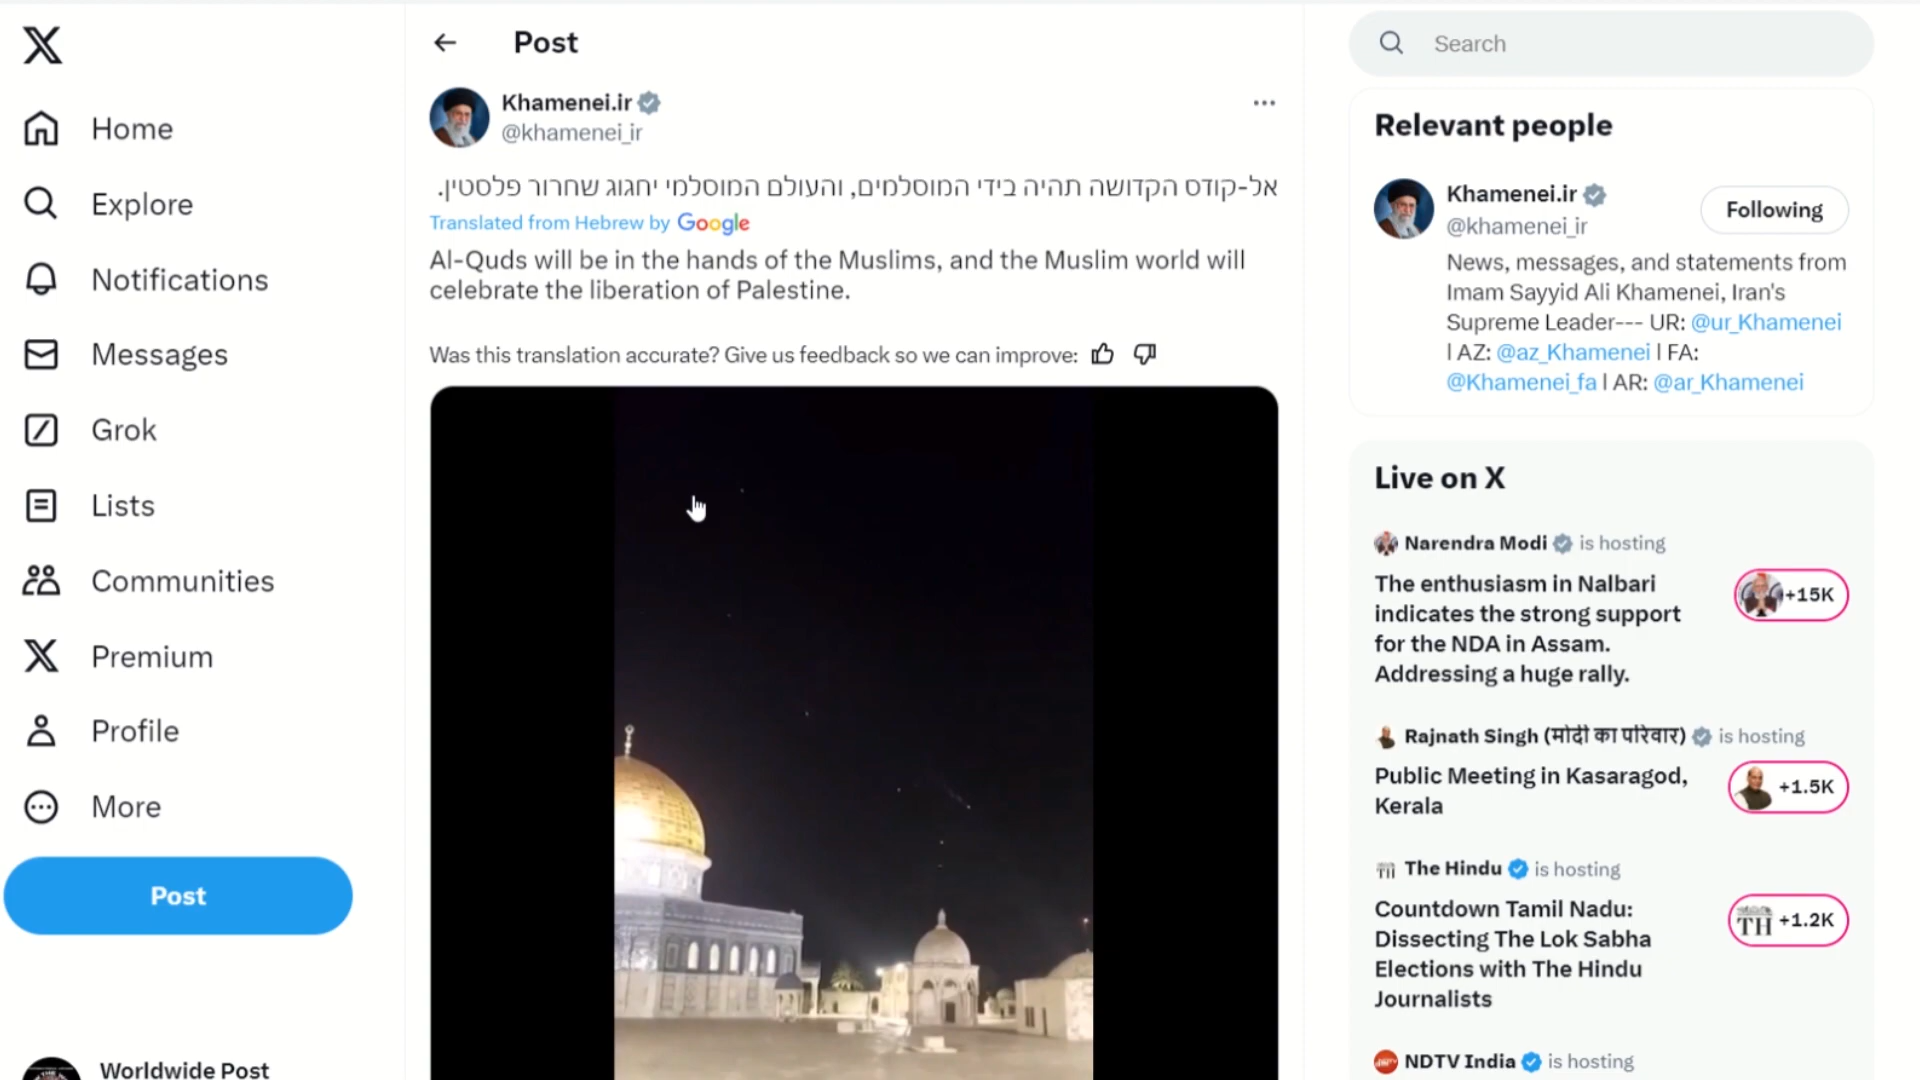 Home
Explore
Notifications
Messages
Grok
Lists
Communities
Premium
Profile
More
Post
Worldwide Post
Post
Khamenei.ir
@khamenei_ir
אל-קודס הקדושה תהיה בידי המוסלמים, והעולם המוסלמי יחגוג שחרור פלסטין.
Translated from Hebrew by Google
Al-Quds will be in the hands of the Muslims, and the Muslim world will
celebrate the liberation of Palestine.
Was this translation accurate? Give us feedback so we can improve:
Search
Relevant people
Khamenei.ir
@khamenei_ir
Following
News, messages, and statements from
Imam Sayyid Ali Khamenei, Iran's
Supreme Leader--- UR: @ur_Khamenei
| AZ: @az_Khamenei | FA:
@Khamenei_fa | AR: @ar_Khamenei
Live on X
Narendra Modi is hosting
The enthusiasm in Nalbari
indicates the strong support
for the NDA in Assam.
Addressing a huge rally.
+15K
Rajnath Singh (मोदी का परिवार) is hosting
Public Meeting in Kasaragod,
Kerala
+1.5K
The Hindu is hosting
Countdown Tamil Nadu:
Dissecting The Lok Sabha
Elections with The Hindu
Journalists
TH +1.2K
NDTV India is hosting